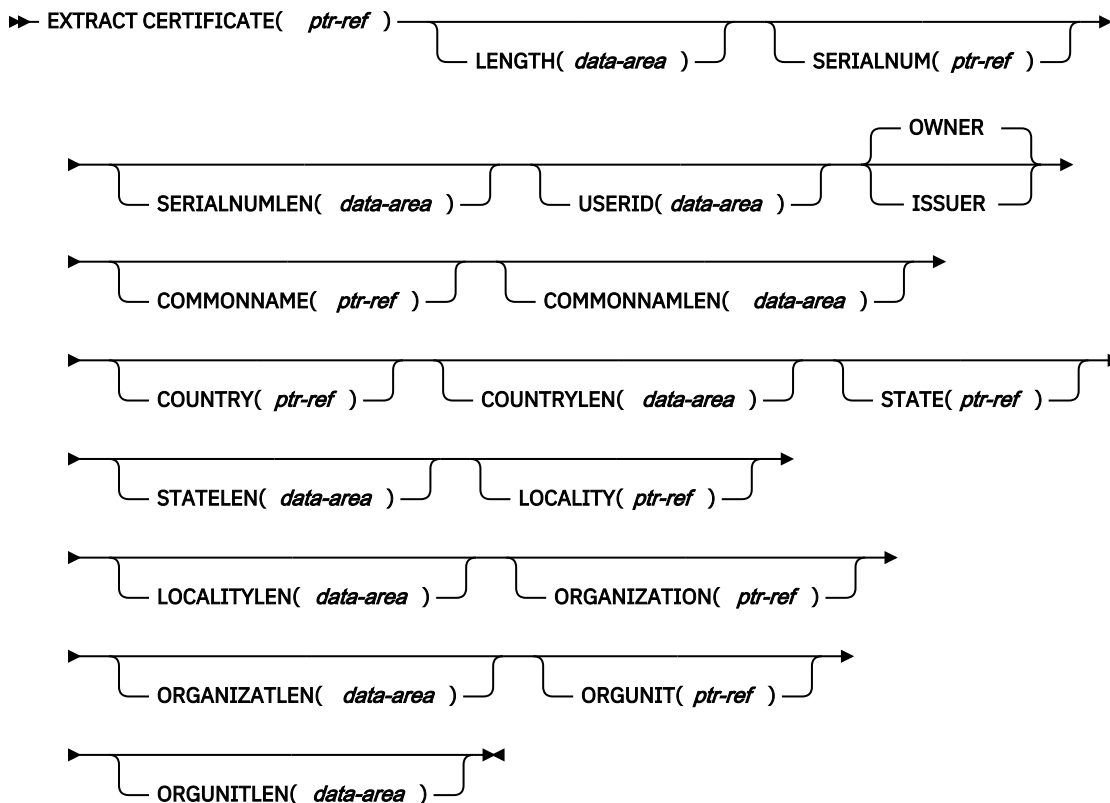 EXTRACT CERTIFICATE( ptr-ref )
LENGTH( data-area ) SERIALNUM( ptr-ref )
OWNER
SERIALNUMLEN( data-area ) USERID( data-area ) ISSUER
COMMONNAME( ptr-ref ) COMMONNAMLEN( data-area )
COUNTRY( ptr-ref ) COUNTRYLEN( data-area ) STATE( ptr-ref )
STATELEN( data-area ) LOCALITY( ptr-ref )
LOCALITYLEN( data-area ) ORGANIZATION( ptr-ref )
ORGANIZATLEN( data-area ) ORGUNIT( ptr-ref )
ORGUNITLEN( data-area )